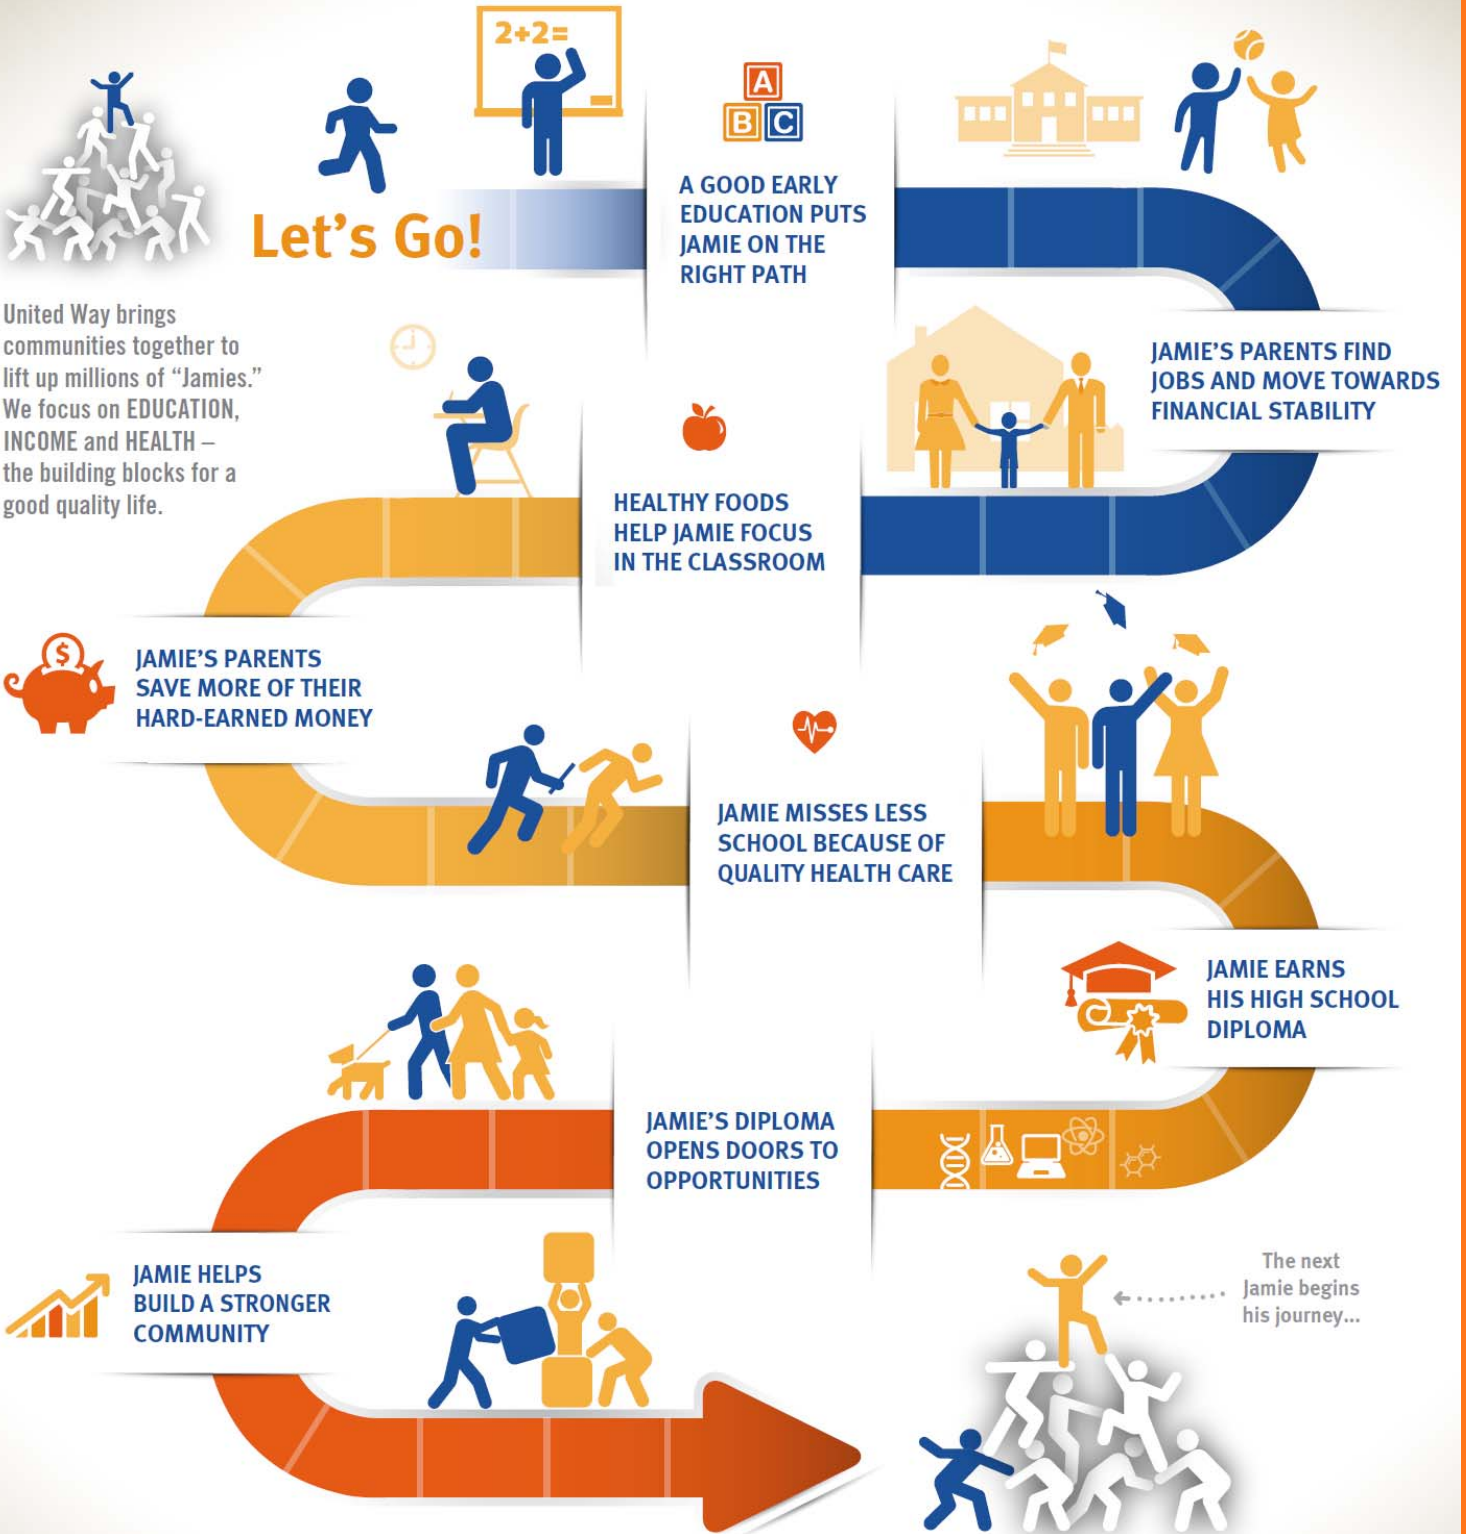 2+2=
A
B C
Let's Go!
A GOOD EARLY
EDUCATION PUTS
JAMIE ON THE
RIGHT PATH
United Way brings
communities together to
lift up millions of “Jamies.”
We focus on EDUCATION,
INCOME and HEALTH –
the building blocks for a
good quality life.
JAMIE'S PARENTS FIND
JOBS AND MOVE TOWARDS
FINANCIAL STABILITY
HEALTHY FOODS
HELP JAMIE FOCUS
IN THE CLASSROOM
$
JAMIE'S PARENTS
SAVE MORE OF THEIR
HARD-EARNED MONEY
JAMIE MISSES LESS
SCHOOL BECAUSE OF
QUALITY HEALTH CARE
JAMIE EARNS
HIS HIGH SCHOOL
DIPLOMA
JAMIE'S DIPLOMA
OPENS DOORS TO
OPPORTUNITIES
JAMIE HELPS
BUILD A STRONGER
COMMUNITY
The next
Jamie begins
his journey...